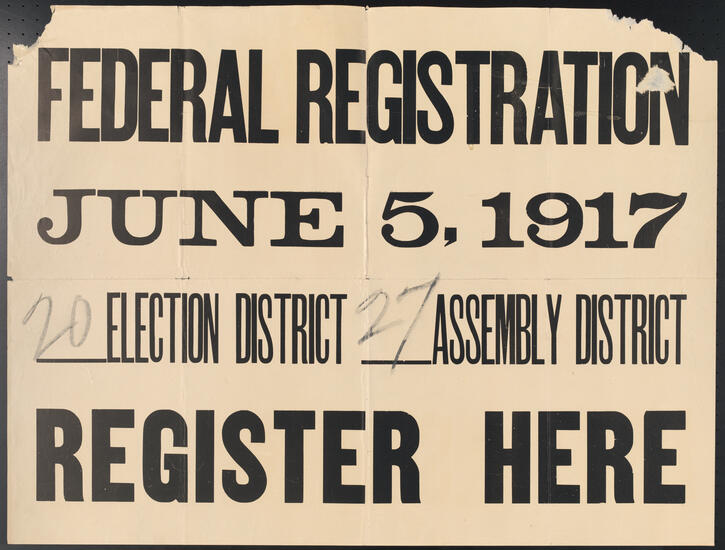 FEDERAL REGISTRATION
JUNE 5, 1917
20 ELECTION DISTRICT 27 ASSEMBLY DISTRICT
REGISTER HERE